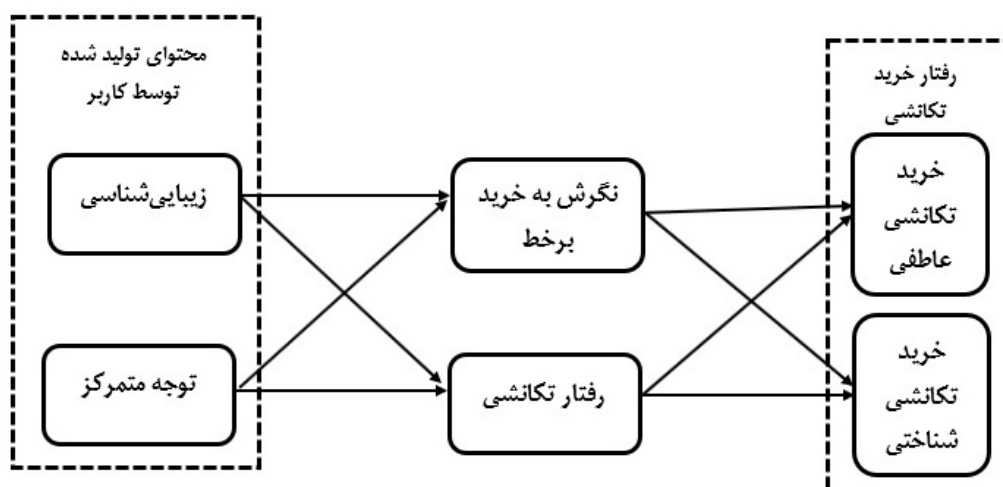 محتوای تولید شده
توسط کاربر
زیبایی‌شناسی
توجه متمرکز
نگرش به خرید
برخط
رفتار تکانشی
رفتار خرید
تکانشی
خرید
تکانشی
عاطفی
خرید
تکانشی
شناختی